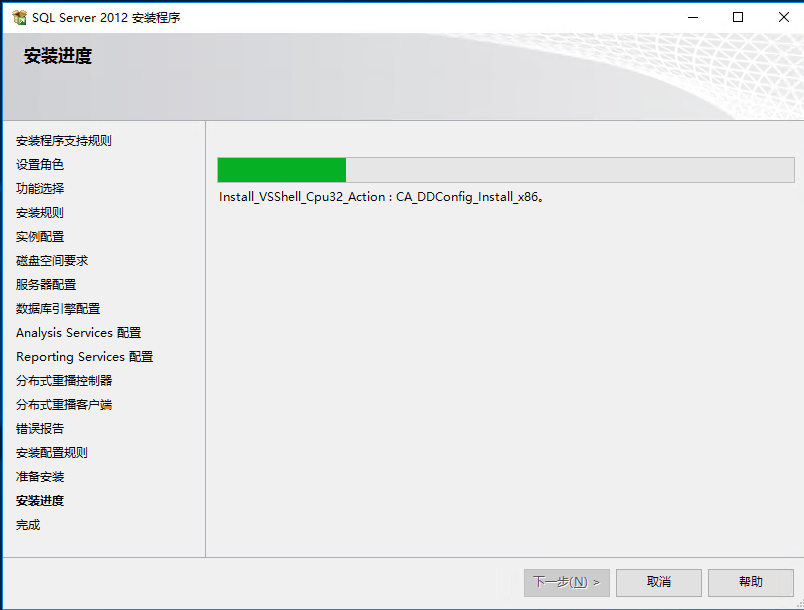 SQL Server 2012 安装程序
安装进度
安装程序支持规则
设置角色
功能选择
安装规则
实例配置
磁盘空间要求
服务器配置
数据库引擎配置
Analysis Services 配置
Reporting Services 配置
分布式重播控制器
分布式重播客户端
错误报告
安装配置规则
准备安装
安装进度
完成
Install_VSShell_Cpu32_Action : CA_DDConfig_Install_x86。
下一步(N) >
取消
帮助